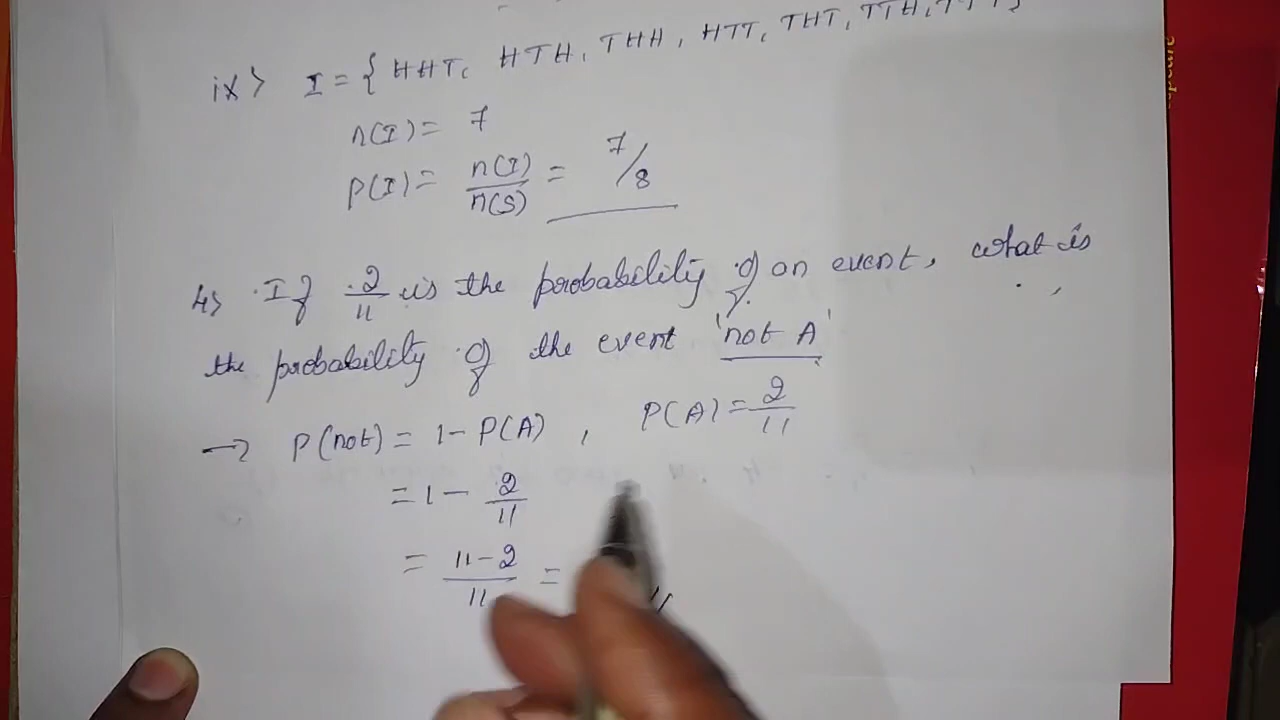 ix> I = { HHT, HTH, THH, HTT, THT, TTH, TTT }
n(I) = 7
P(I) = n(I)/n(S) = 7/8
4> If 2/11 is the probability of an event, what is
the probability of the event 'not A'
→ P(not) = 1 - P(A) , P(A) = 2/11
= 1 - 2/11
= 11-2/11 =